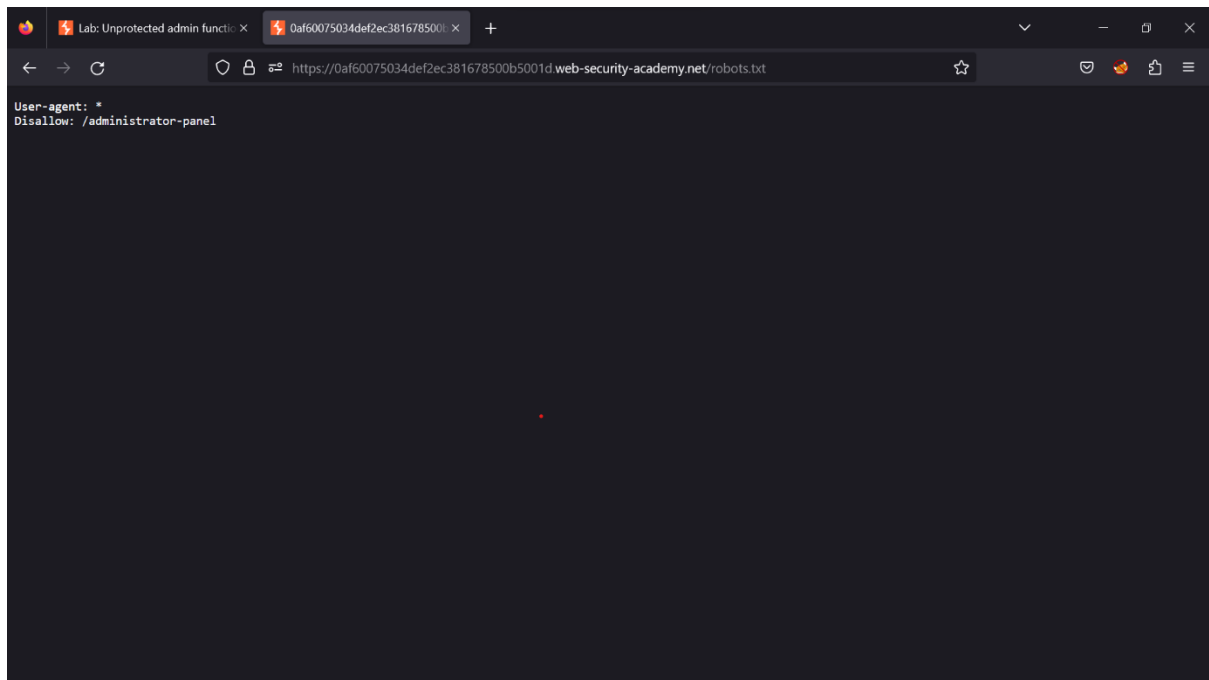 Lab: Unprotected admin functio
0af60075034def2ec381678500b
https://0af60075034def2ec381678500b5001d.web-security-academy.net/robots.txt
User-agent: *
Disallow: /administrator-panel